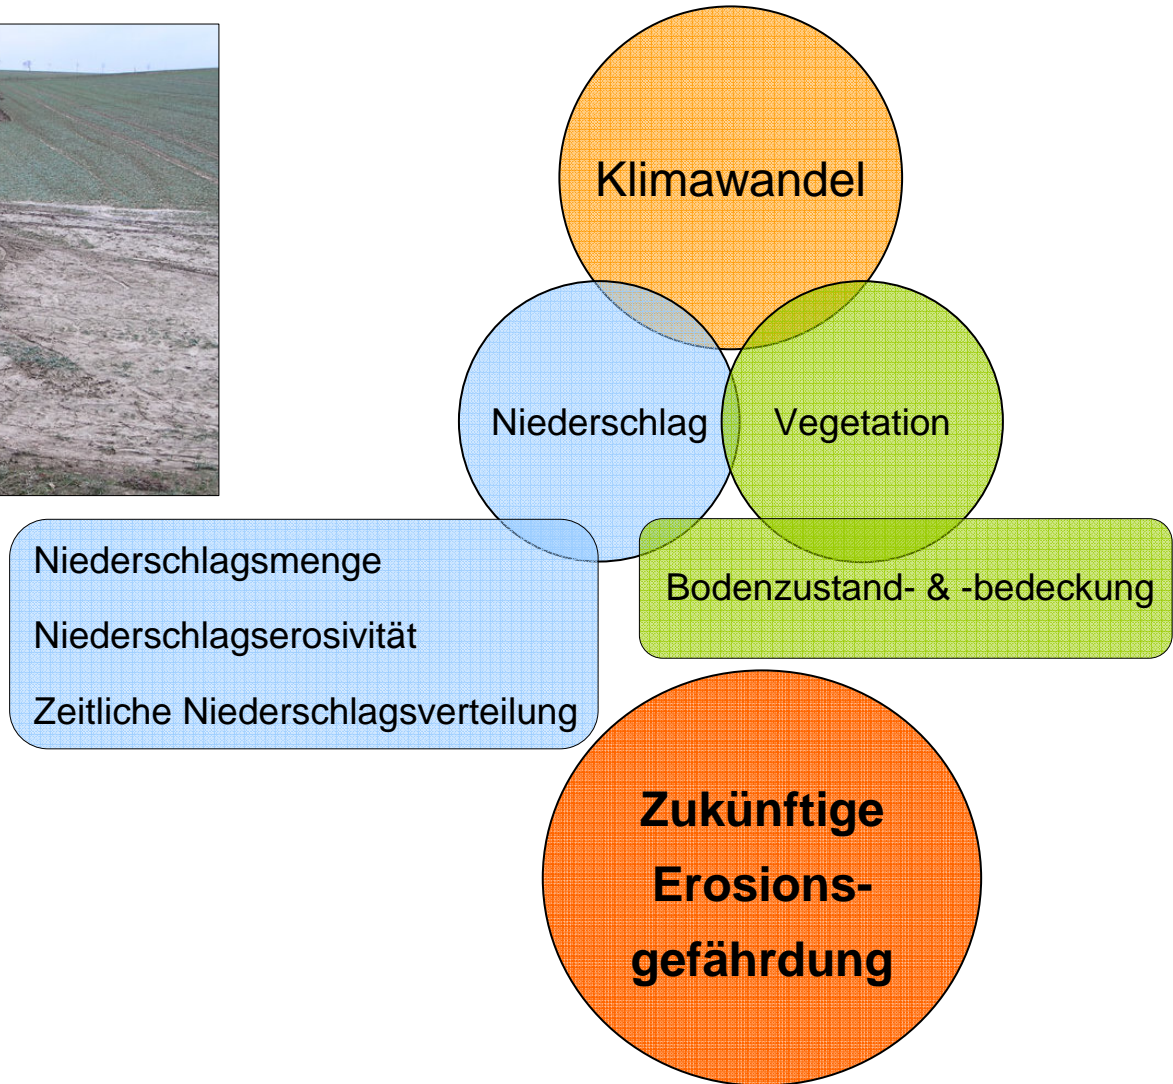 Klimawandel
Niederschlag
Vegetation
Niederschlagsmenge
Niederschlagserosivität
Zeitliche Niederschlagsverteilung
Bodenzustand- & -bedeckung
Zukünftige
Erosions-
gefährdung